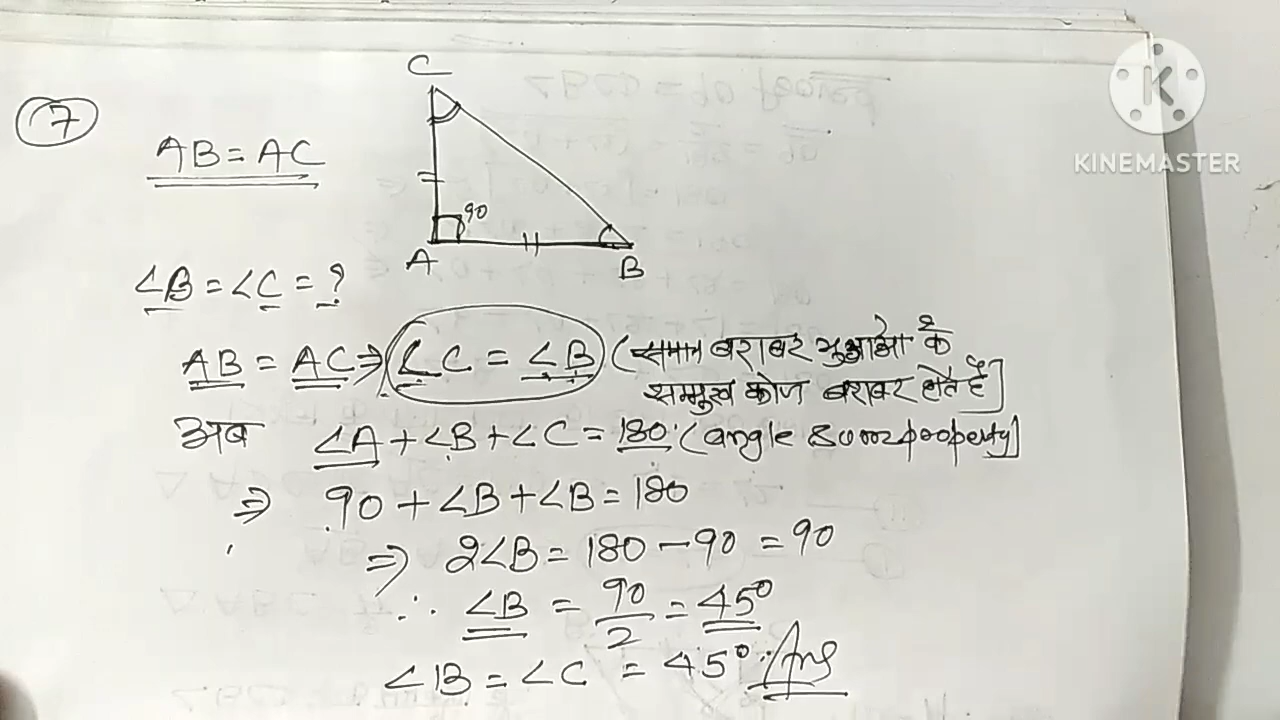 7
AB = AC
C
90
A
B
∠B = ∠C = ?
AB = AC ⇒ ∠C = ∠B (समान बराबर भुजाओ के
सम्मुख कोण बराबर होते हैं]
अब ∠A + ∠B + ∠C = 180° (angle sum property]
⇒ 90 + ∠B + ∠B = 180
⇒ 2∠B = 180 - 90 = 90
∴ ∠B = 90/2 = 45°
∠B = ∠C = 45° Ans
K
KINEMASTER